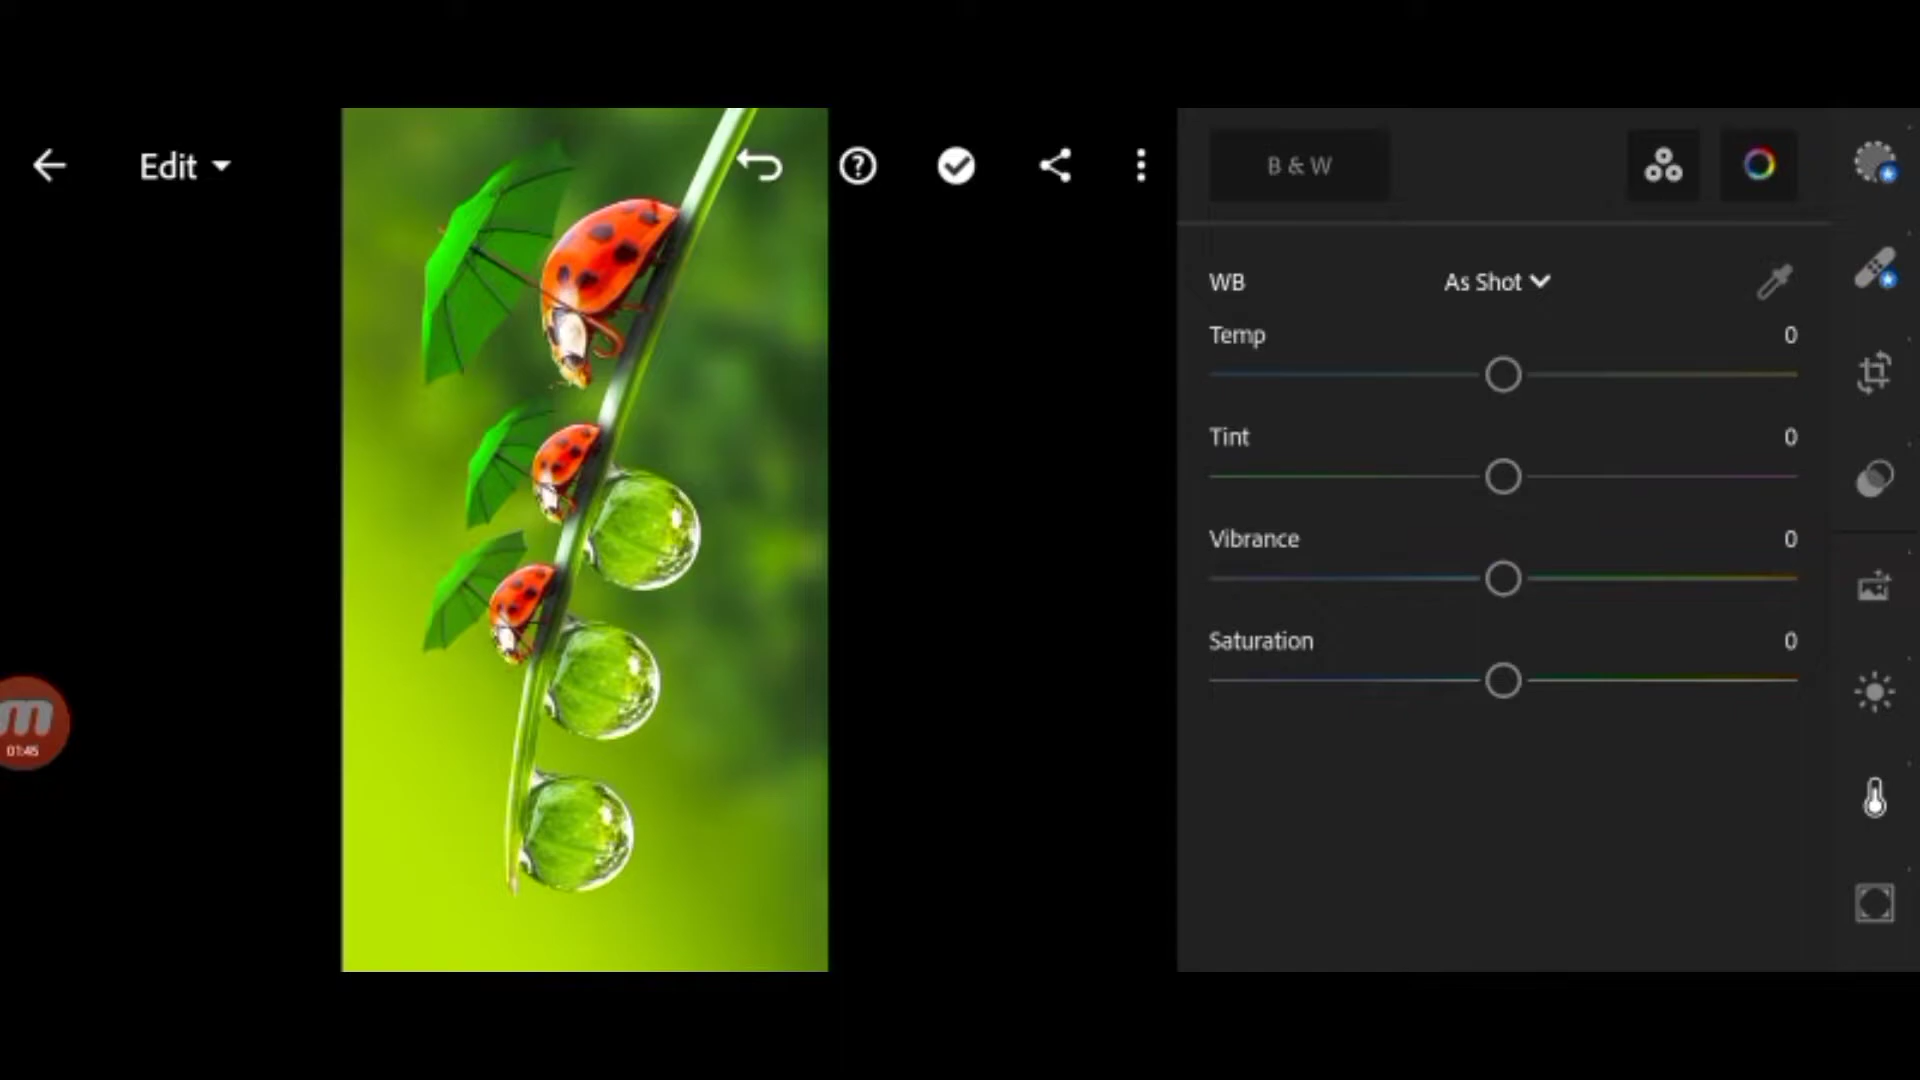 Edit
B & W
WB As Shot
Temp 0
Tint 0
Vibrance 0
Saturation 0
01:45